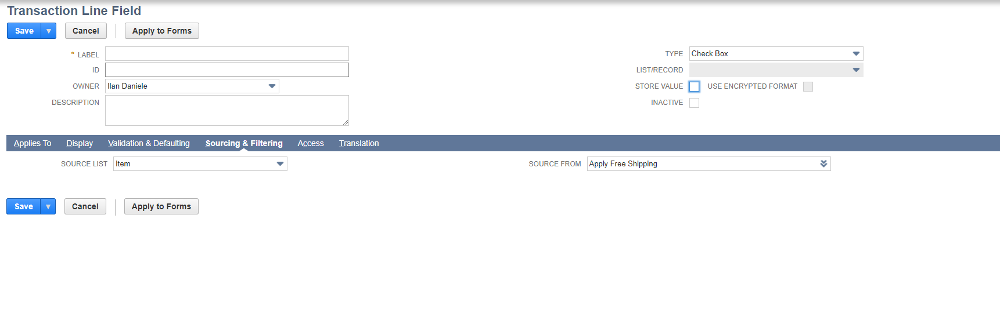 Transaction Line Field
Save Cancel Apply to Forms
* LABEL
ID
OWNER Ilan Daniele
DESCRIPTION
TYPE Check Box
LIST/RECORD
STORE VALUE USE ENCRYPTED FORMAT
INACTIVE
Applies To Display Validation & Defaulting Sourcing & Filtering Access Translation
SOURCE LIST Item SOURCE FROM Apply Free Shipping
Save Cancel Apply to Forms